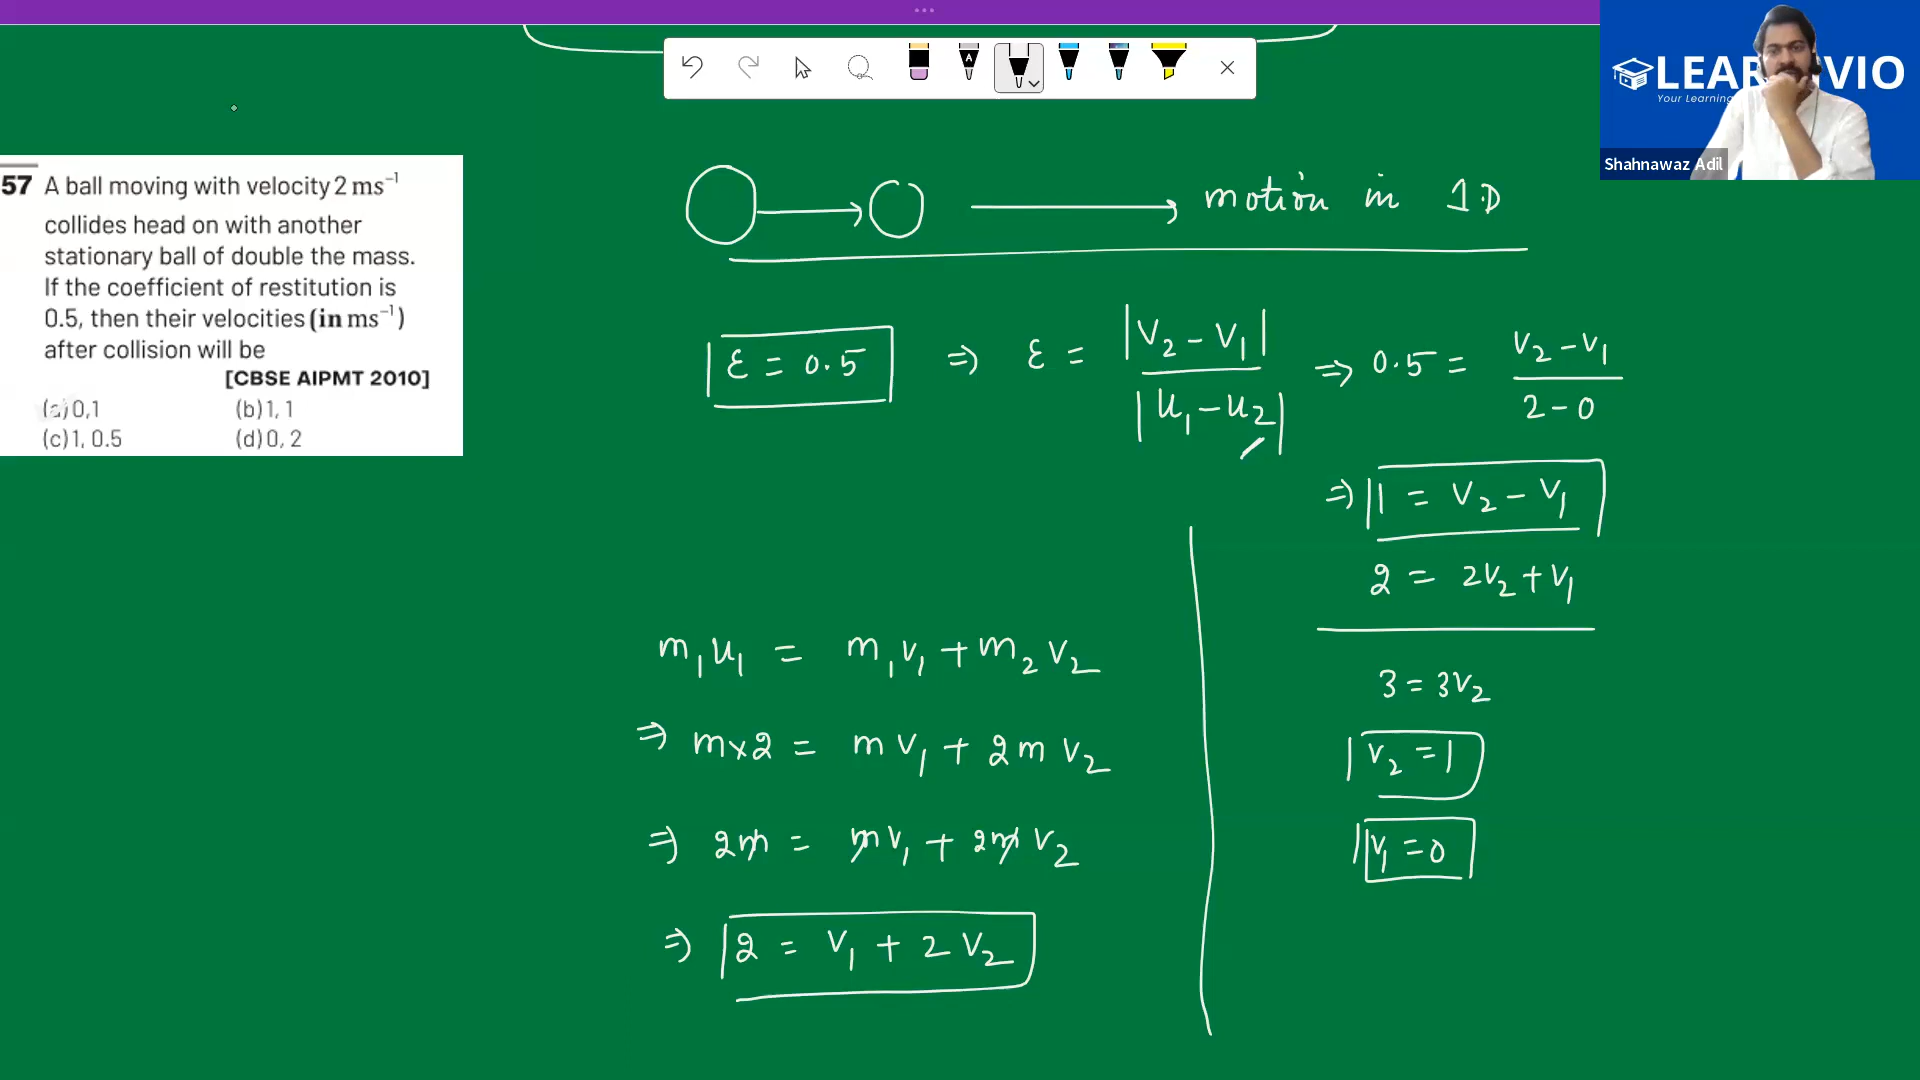 LEAR VIO
Your Learning
Shahnawaz Adil
57 A ball moving with velocity 2 ms⁻¹
collides head on with another
stationary ball of double the mass.
If the coefficient of restitution is
0.5, then their velocities (in ms⁻¹)
after collision will be
[CBSE AIPMT 2010]
(a) 0,1 (b) 1, 1
(c) 1, 0.5 (d) 0, 2
motion in 1D
ε = 0.5 ⇒ ε = |V₂ - V₁| / |u₁ - u₂| ⇒ 0.5 = V₂ - V₁ / 2 - 0
⇒ 1 = V₂ - V₁
2 = 2V₂ + V₁
3 = 3V₂
V₂ = 1
V₁ = 0
m₁u₁ = m₁v₁ + m₂v₂
⇒ m×2 = mv₁ + 2mv₂
⇒ 2m = mv₁ + 2mv₂
⇒ 2 = V₁ + 2V₂